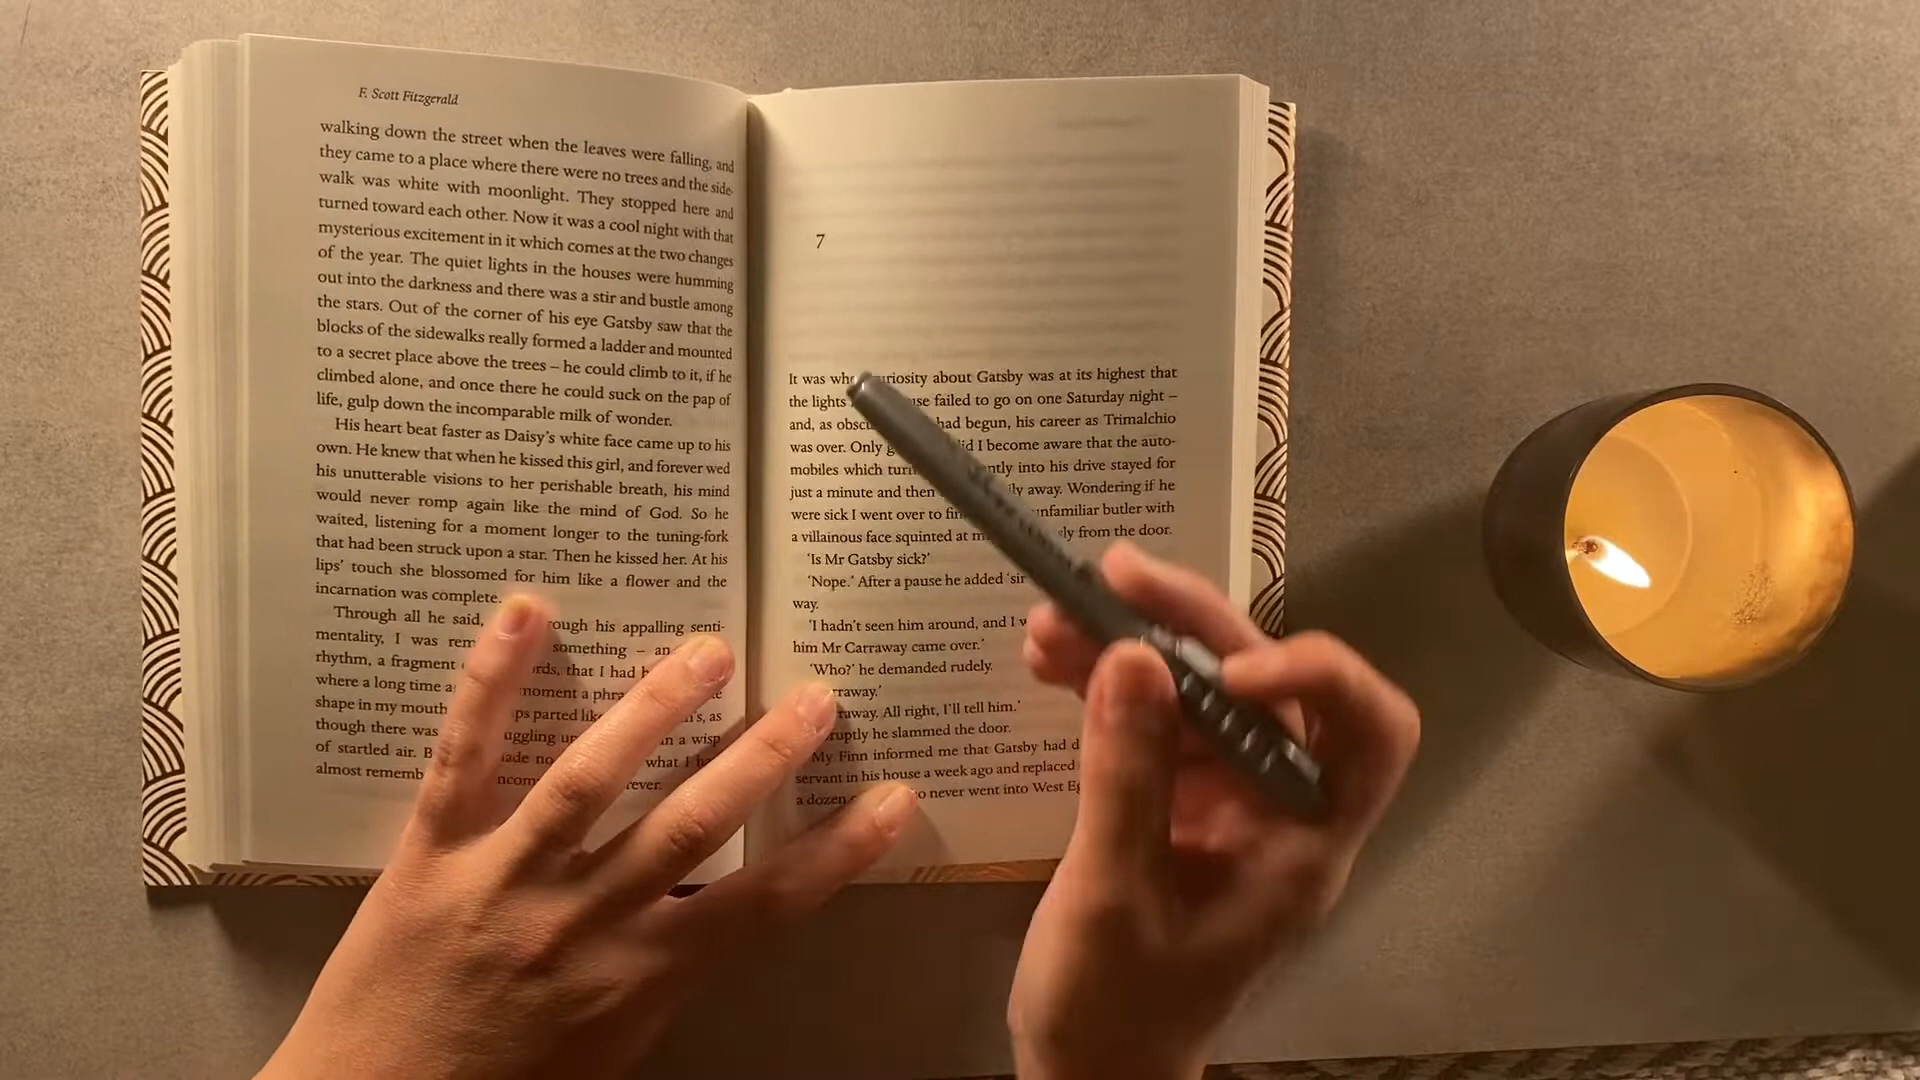 F. Scott Fitzgerald
walking down the street when the leaves were falling, and
they came to a place where there were no trees and the side-
walk was white with moonlight. They stopped here and
turned toward each other. Now it was a cool night with that
mysterious excitement in it which comes at the two changes
of the year. The quiet lights in the houses were humming
out into the darkness and there was a stir and bustle among
the stars. Out of the corner of his eye Gatsby saw that the
blocks of the sidewalks really formed a ladder and mounted
to a secret place above the trees – he could climb to it, if he
climbed alone, and once there he could suck on the pap of
life, gulp down the incomparable milk of wonder.
His heart beat faster as Daisy’s white face came up to his
own. He knew that when he kissed this girl, and forever wed
his unutterable visions to her perishable breath, his mind
would never romp again like the mind of God. So he
waited, listening for a moment longer to the tuning-fork
that had been struck upon a star. Then he kissed her. At his
lips’ touch she blossomed for him like a flower and the
incarnation was complete.
Through all he said, rough his appalling senti-
mentality, I was rem something – an
rhythm, a fragment rds, that I had
where a long time moment a phra
shape in my mouth ps parted as
though there was uggling a wisp
of startled air. ade no what I
almost rememb ncom rever.
7
It was curiosity about Gatsby was at its highest that
the lights failed to go on one Saturday night –
and, as obsc had begun, his career as Trimalchio
was over. Only did I become aware that the auto-
mobiles which turn ntly into his drive stayed for
just a minute and then ily away. Wondering if he
were sick I went over to fin unfamiliar butler with
a villainous face squinted at ly from the door.
‘Is Mr Gatsby sick?’
‘Nope.’ After a pause he added ‘sir
way.
‘I hadn’t seen him around, and I
him Mr Carraway came over.’
‘Who?’ he demanded rudely.
rraway.’
raway. All right, I’ll tell him.’
ruptly he slammed the door.
My Finn informed me that Gatsby had
servant in his house a week ago and replaced
a dozen o never went into West